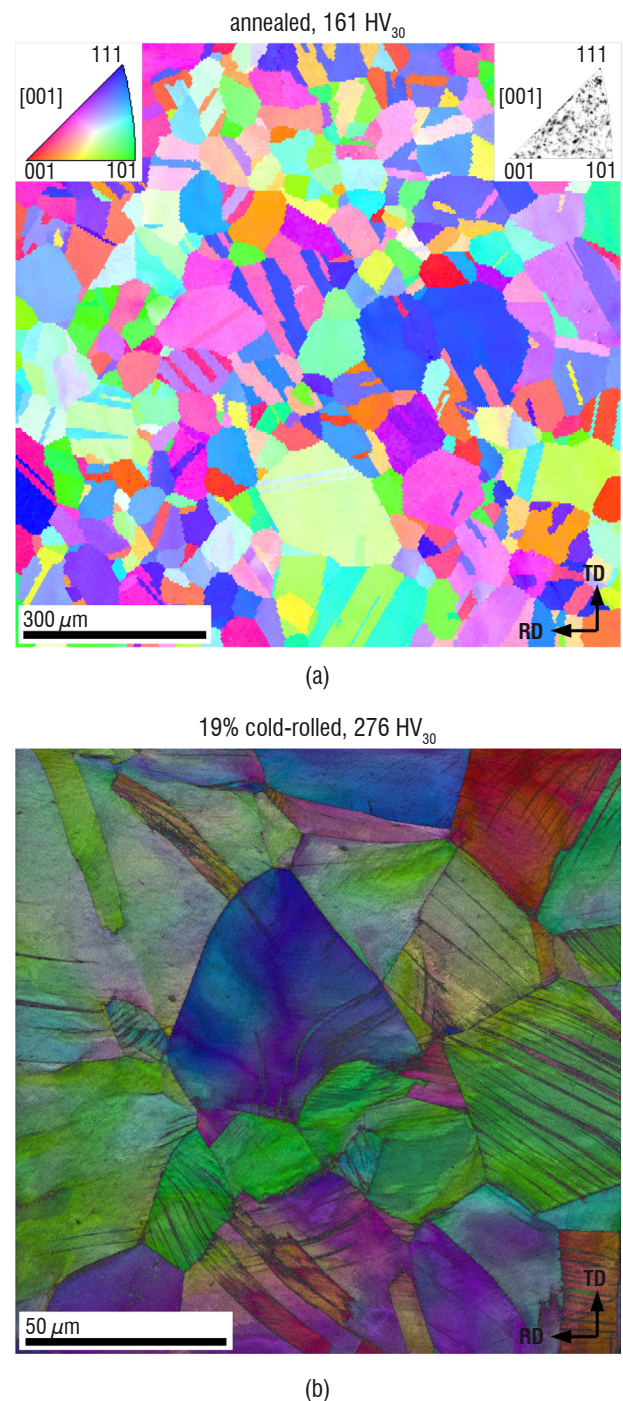 annealed, 161 HV30
111
[001]
001 101
111
[001]
001 101
300 µm
TD
RD
(a)
19% cold-rolled, 276 HV30
50 µm
TD
RD
(b)